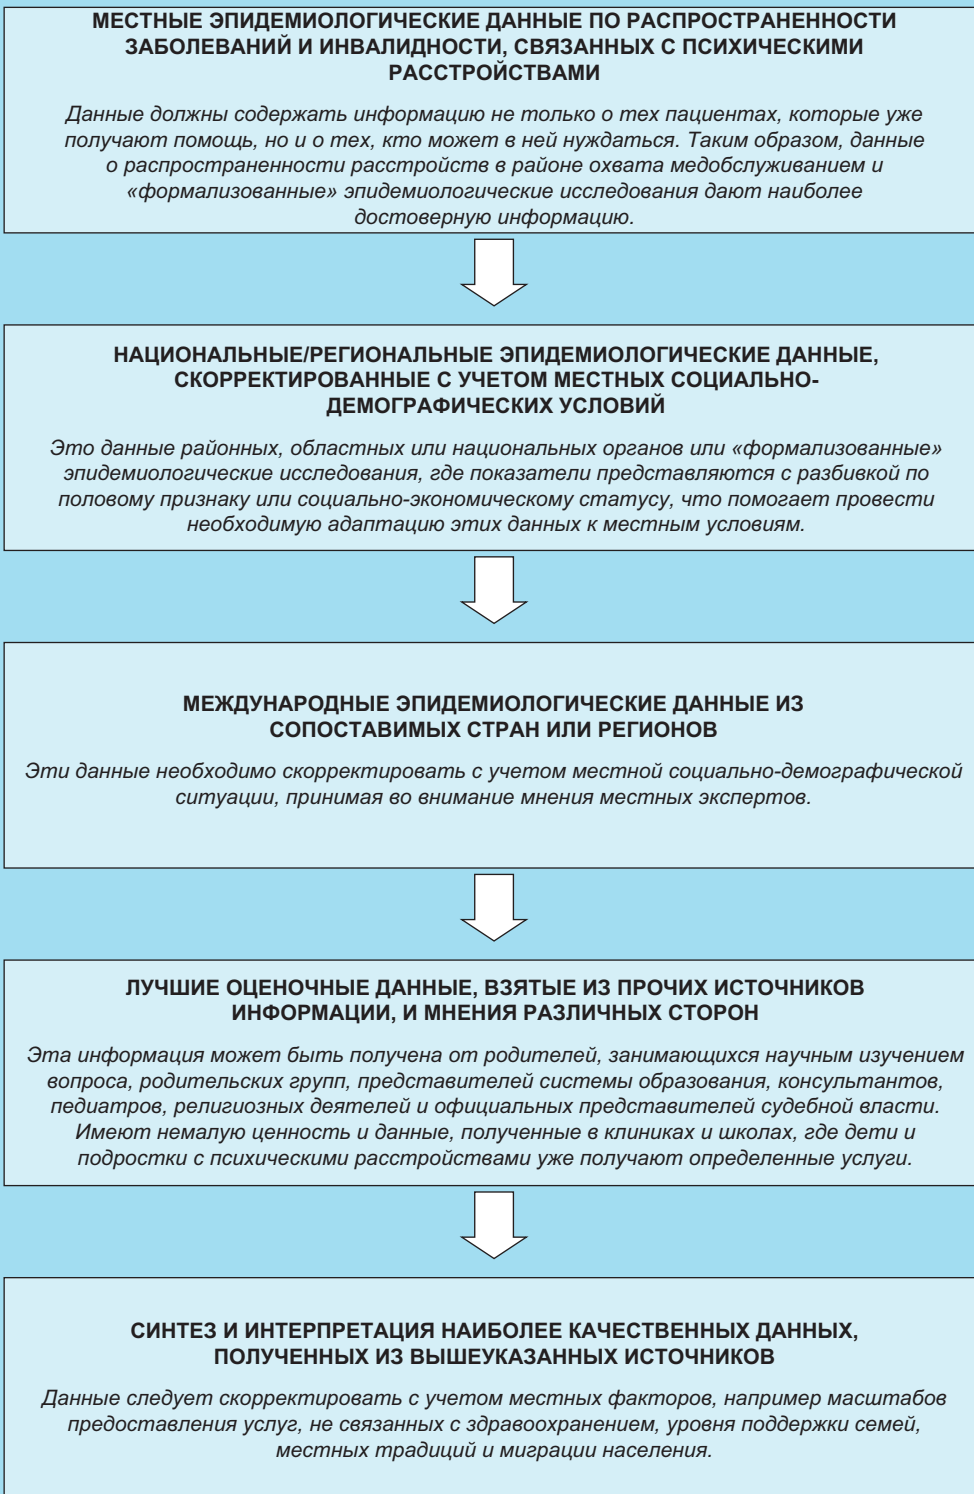 МЕСТНЫЕ ЭПИДЕМИОЛОГИЧЕСКИЕ ДАННЫЕ ПО РАСПРОСТРАНЕННОСТИ
ЗАБОЛЕВАНИЙ И ИНВАЛИДНОСТИ, СВЯЗАННЫХ С ПСИХИЧЕСКИМИ
РАССТРОЙСТВАМИ
Данные должны содержать информацию не только о тех пациентах, которые уже
получают помощь, но и о тех, кто может в ней нуждаться. Таким образом, данные
о распространенности расстройств в районе охвата медобслуживанием и
«формализованные» эпидемиологические исследования дают наиболее
достоверную информацию.
НАЦИОНАЛЬНЫЕ/РЕГИОНАЛЬНЫЕ ЭПИДЕМИОЛОГИЧЕСКИЕ ДАННЫЕ,
СКОРРЕКТИРОВАННЫЕ С УЧЕТОМ МЕСТНЫХ СОЦИАЛЬНО-
ДЕМОГРАФИЧЕСКИХ УСЛОВИЙ
Это данные районных, областных или национальных органов или «формализованные»
эпидемиологические исследования, где показатели представляются с разбивкой по
половому признаку или социально-экономическому статусу, что помогает провести
необходимую адаптацию этих данных к местным условиям.
МЕЖДУНАРОДНЫЕ ЭПИДЕМИОЛОГИЧЕСКИЕ ДАННЫЕ ИЗ
СОПОСТАВИМЫХ СТРАН ИЛИ РЕГИОНОВ
Эти данные необходимо скорректировать с учетом местной социально-демографической
ситуации, принимая во внимание мнения местных экспертов.
ЛУЧШИЕ ОЦЕНОЧНЫЕ ДАННЫЕ, ВЗЯТЫЕ ИЗ ПРОЧИХ ИСТОЧНИКОВ
ИНФОРМАЦИИ, И МНЕНИЯ РАЗЛИЧНЫХ СТОРОН
Эта информация может быть получена от родителей, занимающихся научным изучением
вопроса, родительских групп, представителей системы образования, консультантов,
педиатров, религиозных деятелей и официальных представителей судебной власти.
Имеют немалую ценность и данные, полученные в клиниках и школах, где дети и
подростки с психическими расстройствами уже получают определенные услуги.
СИНТЕЗ И ИНТЕРПРЕТАЦИЯ НАИБОЛЕЕ КАЧЕСТВЕННЫХ ДАННЫХ,
ПОЛУЧЕННЫХ ИЗ ВЫШЕУКАЗАННЫХ ИСТОЧНИКОВ
Данные следует скорректировать с учетом местных факторов, например масштабов
предоставления услуг, не связанных с здравоохранением, уровня поддержки семей,
местных традиций и миграции населения.